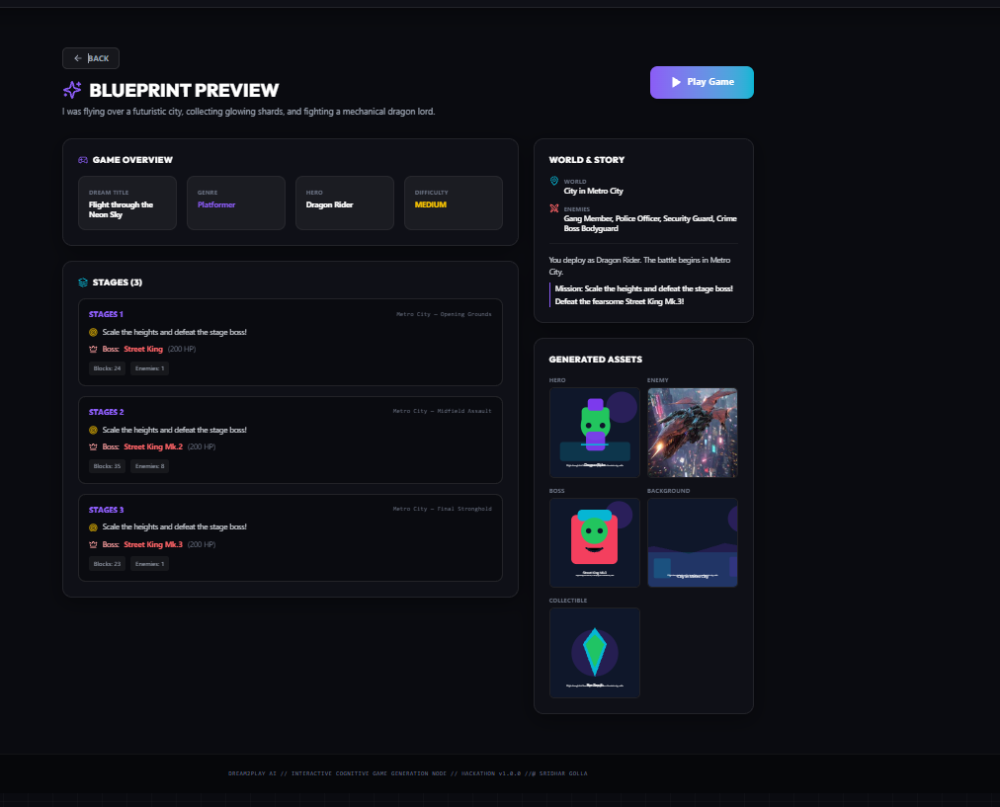 BACK
BLUEPRINT PREVIEW
I was flying over a futuristic city, collecting glowing shards, and fighting a mechanical dragon lord.
Play Game
GAME OVERVIEW
DREAM TITLE
Flight through the
Neon Sky
GENRE
Platformer
HERO
Dragon Rider
DIFFICULTY
MEDIUM
STAGES (3)
STAGES 1
Metro City — Opening Grounds
Scale the heights and defeat the stage boss!
Boss: Street King (200 HP)
Blocks: 24 Enemies: 1
STAGES 2
Metro City — Midfield Assault
Scale the heights and defeat the stage boss!
Boss: Street King Mk.2 (200 HP)
Blocks: 35 Enemies: 8
STAGES 3
Metro City — Final Stronghold
Scale the heights and defeat the stage boss!
Boss: Street King Mk.3 (200 HP)
Blocks: 23 Enemies: 1
WORLD & STORY
WORLD
City in Metro City
ENEMIES
Gang Member, Police Officer, Security Guard, Crime
Boss Bodyguard
You deploy as Dragon Rider. The battle begins in Metro
City.
Mission: Scale the heights and defeat the stage boss!
Defeat the fearsome Street King Mk.3!
GENERATED ASSETS
HERO
ENEMY
Dragon Rider
BOSS
BACKGROUND
Street King Mk.3
City in Metro City
COLLECTIBLE
DREAM2PLAY AI // INTERACTIVE COGNITIVE GAME GENERATION NODE // HACKATHON v1.0.0 //@ SRIDHAR GOLLA